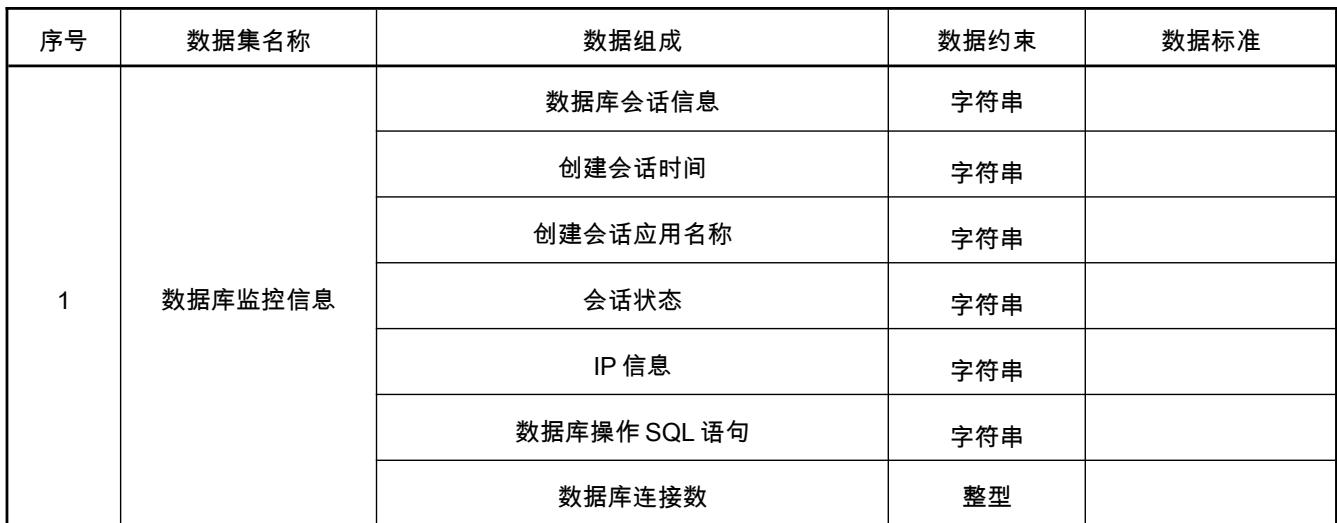 序号 数据集名称 数据组成 数据约束 数据标准
数据库会话信息 字符串
创建会话时间 字符串
创建会话应用名称 字符串
1 数据库监控信息 会话状态 字符串
IP 信息 字符串
数据库操作 SQL 语句 字符串
数据库连接数 整型